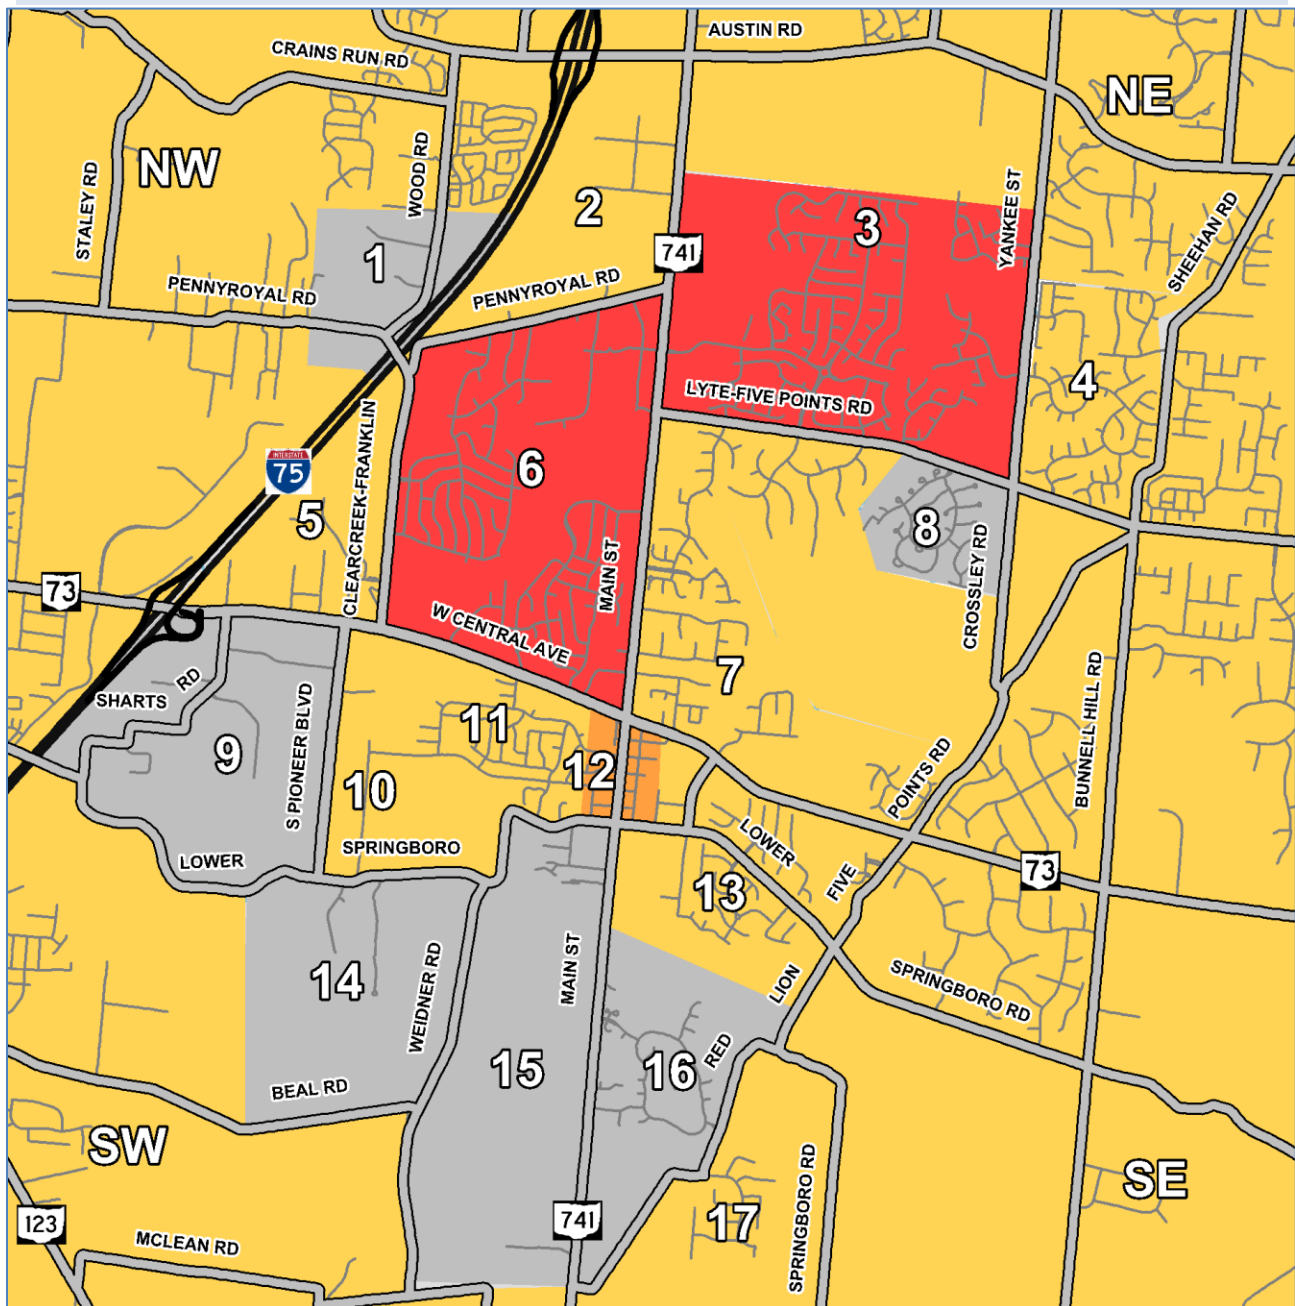 AUSTIN RD
CRAINS RUN RD
NE
WOOD RD
NW
STALEY RD
2
YANKEE ST
3
SHEEHAN RD
741
1
PENNYROYAL RD
PENNYROYAL RD
4
LYTE-FIVE POINTS RD
INTERSTATE
75
6
CLEARCREEK-FRANKLIN
5
8
MAIN ST
CROSSLEY RD
73
W CENTRAL AVE
7
SHARTS RD
BUNNELL HILL RD
S PIONEER BLVD
11
9
12
10
POINTS RD
LOWER
SPRINGBORO
LOWER
73
FIVE
13
14
WEIDNER RD
MAIN ST
LION
SPRINGBORO RD
15
RED
16
BEAL RD
SW
SE
SPRINGBORO RD
123
741
17
MCLEAN RD